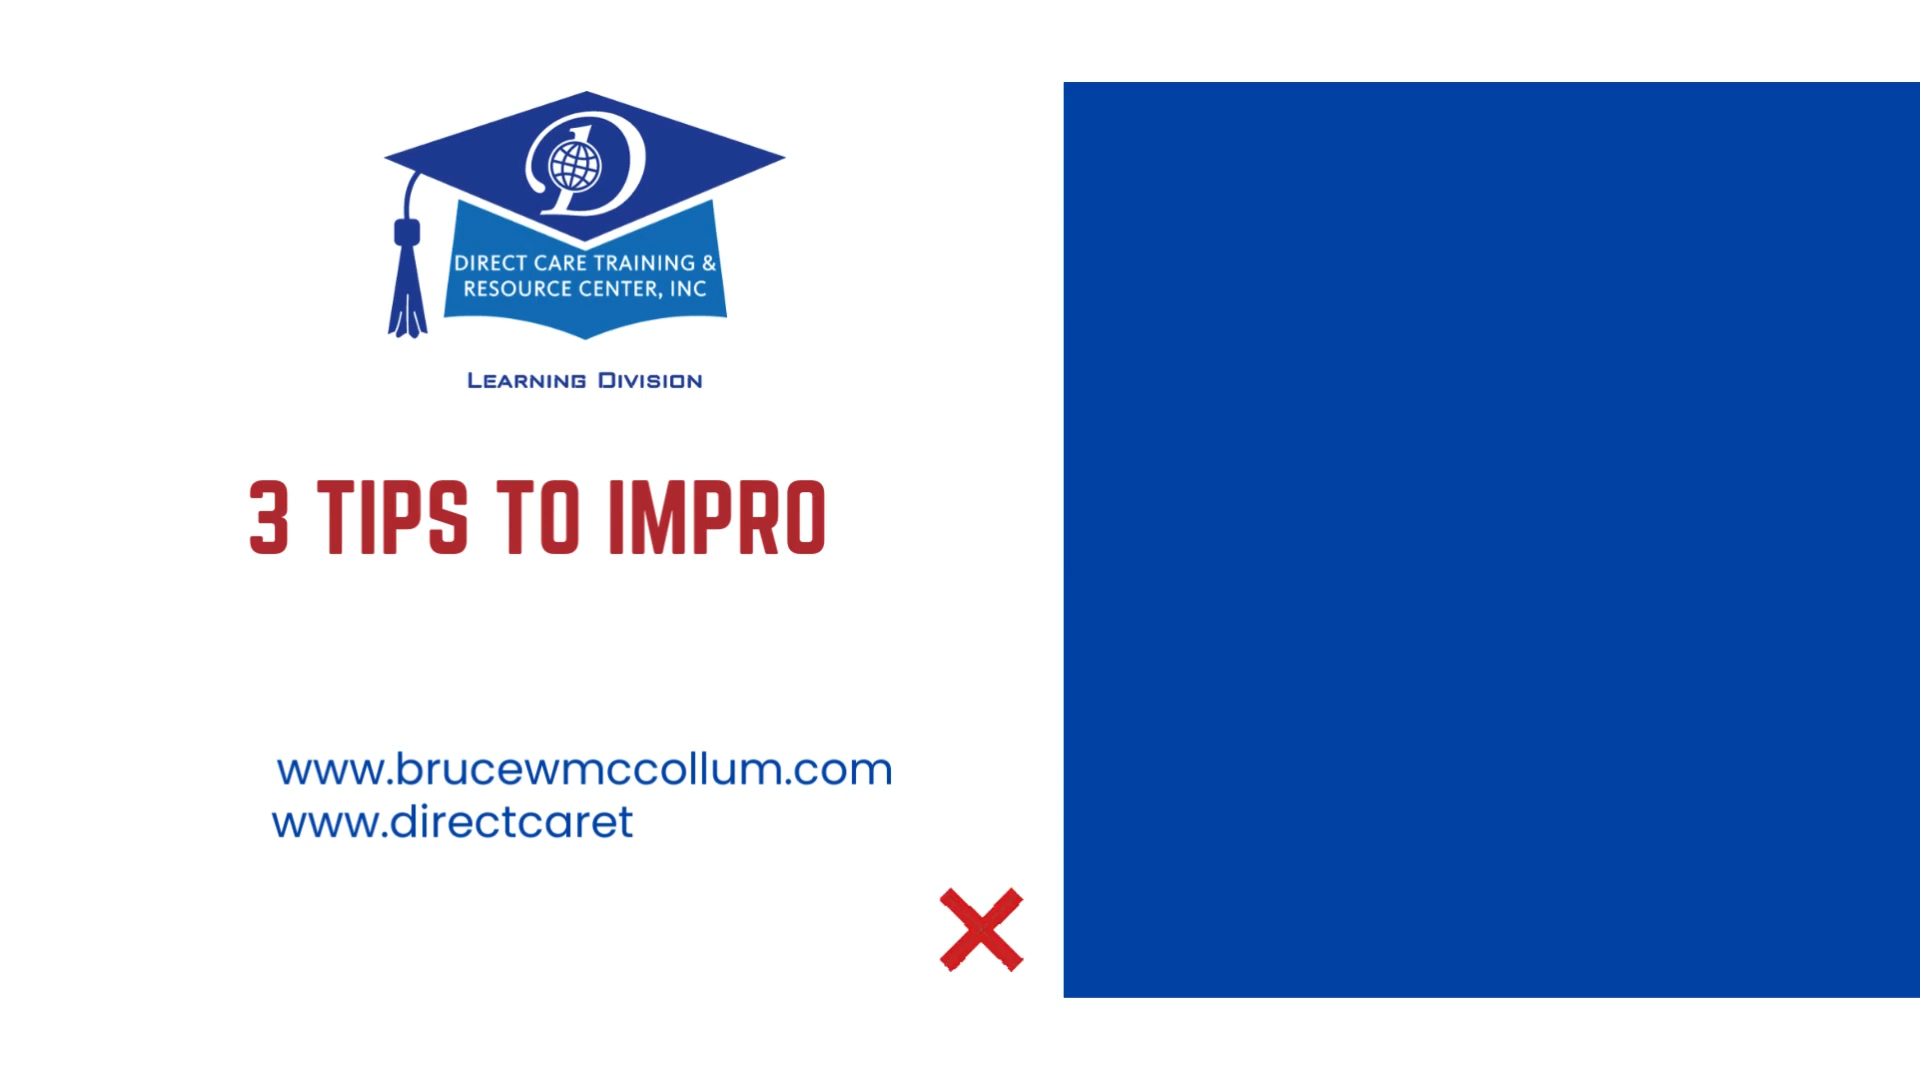 DIRECT CARE TRAINING &
RESOURCE CENTER, INC
LEARNING DIVISION
3 TIPS TO IMPRO
www.brucewmccollum.com
www.directcaret